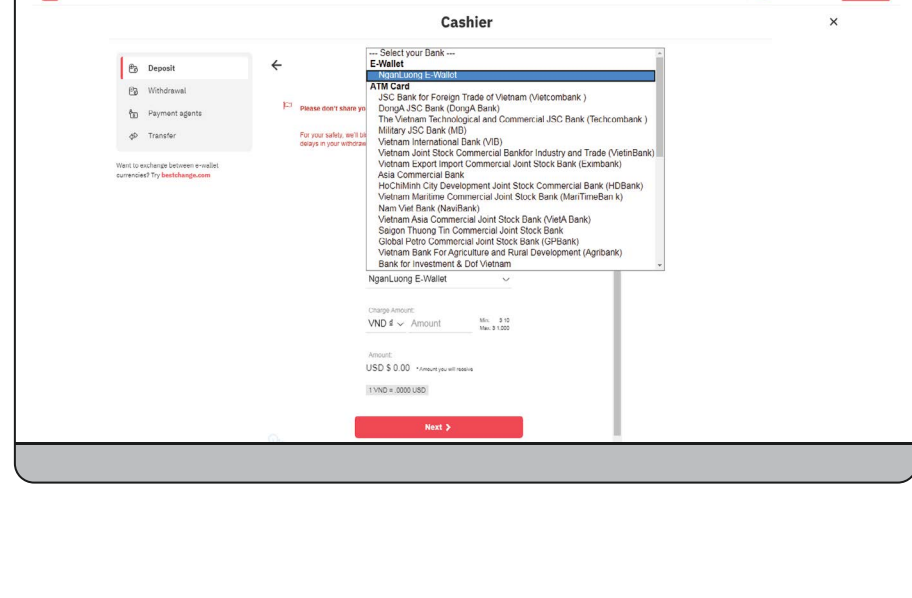 Cashier
×
Deposit
Withdrawal
Payment agents
Transfer
Want to exchange between e-wallet
currencies? Try bestchange.com
Please don't share yo
For your safety, we'll bl
delays in your withdraw
--- Select your Bank ---
E-Wallet
NganLuong E-Wallet
ATM Card
JSC Bank for Foreign Trade of Vietnam (Vietcombank )
DongA JSC Bank (DongA Bank)
The Vietnam Technological and Commercial JSC Bank (Techcombank )
Military JSC Bank (MB)
Vietnam International Bank (VIB)
Vietnam Joint Stock Commercial Bankfor Industry and Trade (VietinBank)
Vietnam Export Import Commorcial Joint Stock Bank (Eximbank)
Asia Commercial Bank
HoChiMinh City Development Joint Stock Commercial Bank (HDBank)
Vietnam Maritime Commercial Joint Stock Bank (MariTimeBan k)
Nam Viet Bank (NaviBank)
Vietnam Asia Commercial Joint Stock Bank (VietA Bank)
Saigon Thuong Tin Commercial Joint Stock Bank
Global Petro Commercial Joint Stock Bank (GPBank)
Vietnam Bank For Agriculture and Rural Development (Agribank)
Bank for Investment & Dof Vietnam
NganLuong E-Wallet
Charge Amount:
VND ₫ Amount
Min. $ 10
Max. $ 1,000
Amount:
USD $ 0.00 *Amount you will receive
1 VND = .0000 USD
Next